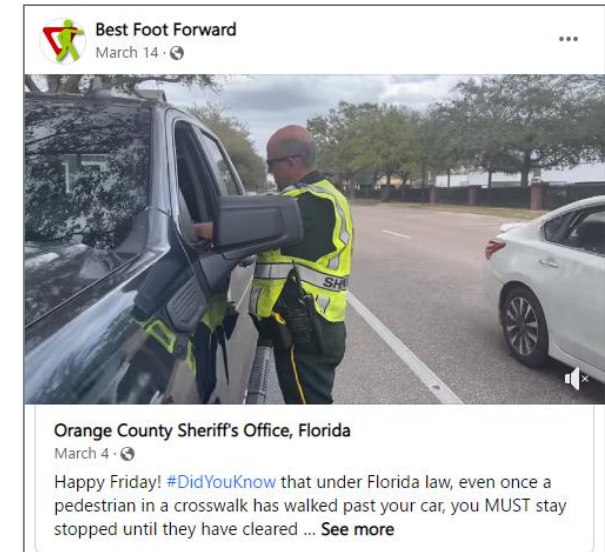 Best Foot Forward
March 14 ·
...
SH
Orange County Sheriff's Office, Florida
March 4 ·
Happy Friday! #DidYouKnow that under Florida law, even once a
pedestrian in a crosswalk has walked past your car, you MUST stay
stopped until they have cleared ... See more